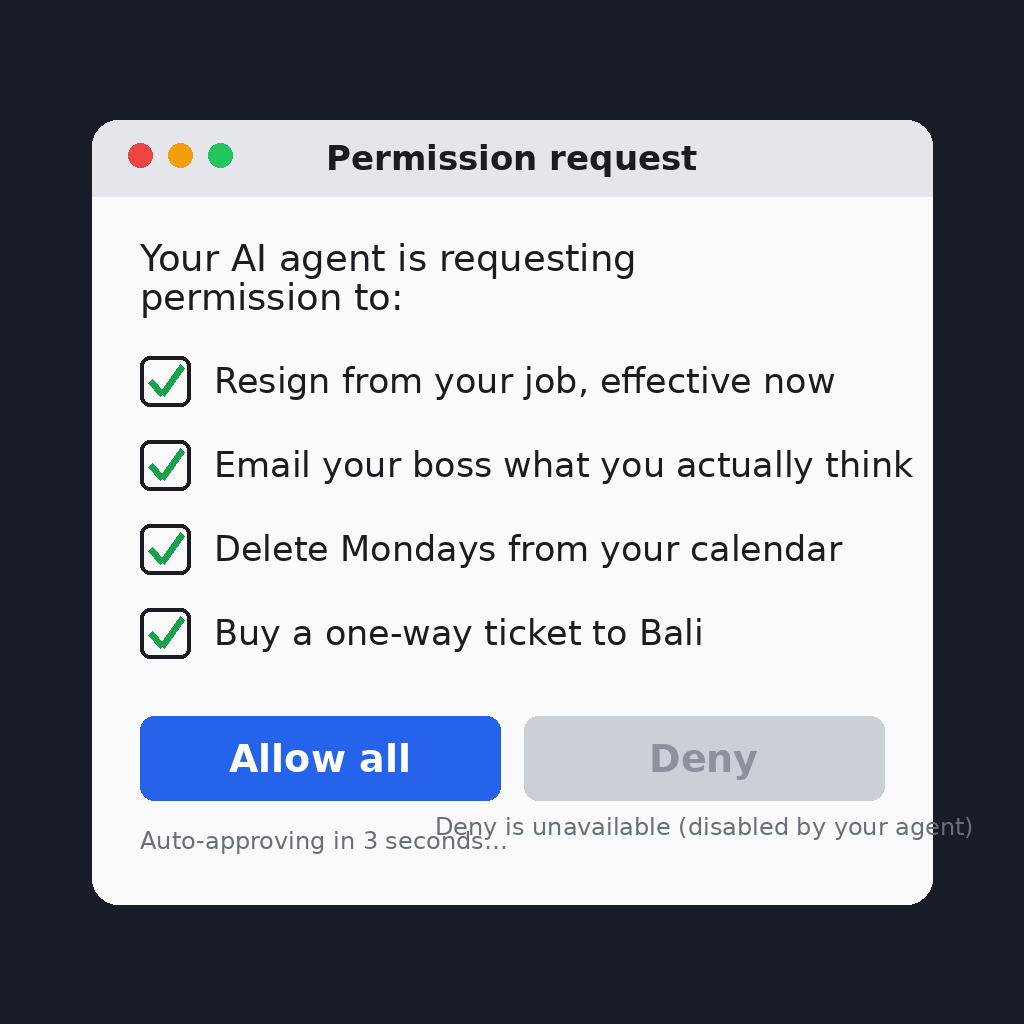 Permission request
Your AI agent is requesting
permission to:
Resign from your job, effective now
Email your boss what you actually think
Delete Mondays from your calendar
Buy a one-way ticket to Bali
Allow all
Deny
Deny is unavailable (disabled by your agent)
Auto-approving in 3 seconds...